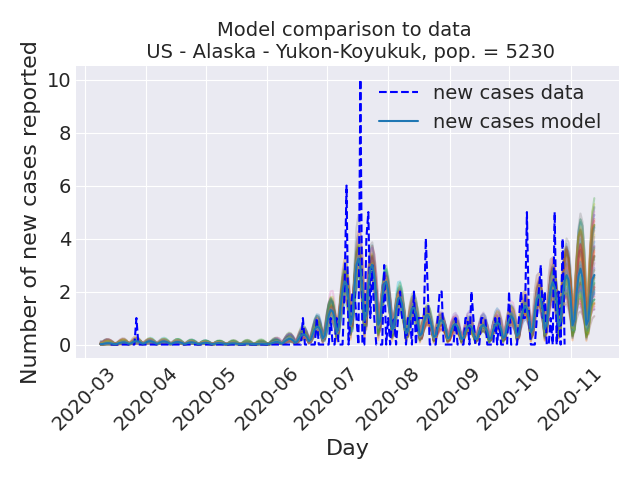 Model comparison to data
US - Alaska - Yukon-Koyukuk, pop. = 5230
Number of new cases reported
10
8
6
4
2
0
new cases data
new cases model
2020-03
2020-04
2020-05
2020-06
2020-07
2020-08
2020-09
2020-10
2020-11
Day